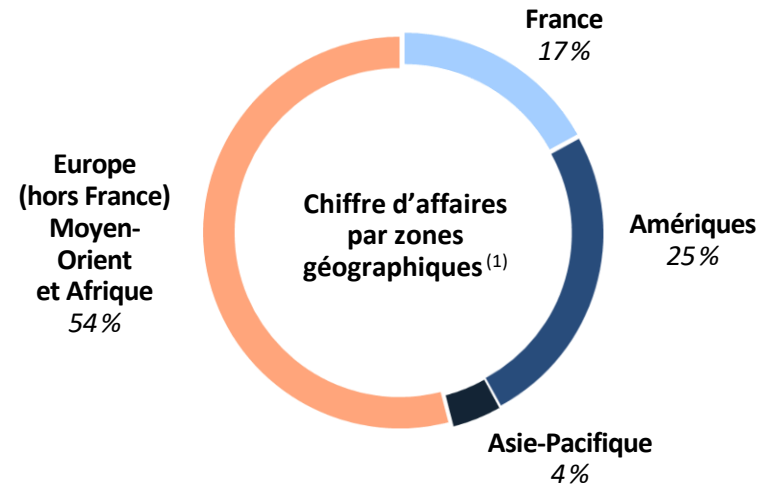 France
17%
Europe
(hors France)
Moyen-
Orient
et Afrique
54%
Chiffre d’affaires
par zones
géographiques (1)
Amériques
25%
Asie-Pacifique
4%